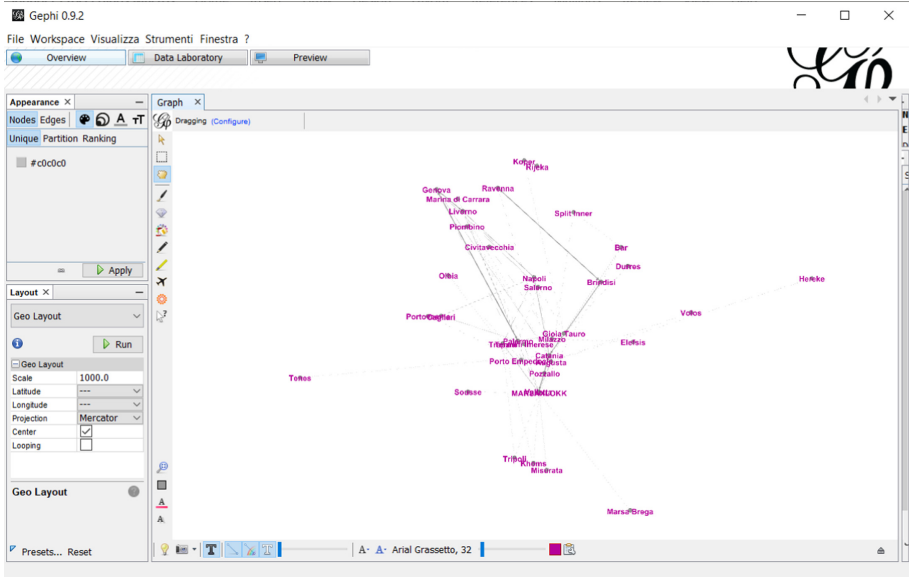 Gephi 0.9.2
File Workspace Visualizza Strumenti Finestra ?
Overview Data Laboratory Preview
Appearance
Nodes Edges
Unique Partition Ranking
#c0c0c0
Apply
Layout
Geo Layout
Run
Geo Layout
Scale 1000.0
Latitude ---
Longitude ---
Projection Mercator
Center
Looping
Geo Layout
Presets... Reset
Graph
Dragging (Configure)
Koper
Rijeka
Genova
Ravenna
Marina di Carrara
Livorno
Split Inner
Piombino
Civitavecchia
Bar
Durres
Olbia
Napoli
Salerno
Brindisi
Hereke
Cagliari
Volos
Gioia Tauro
Milazzo
Palermo
Elefsis
Catania
Augusta
Porto Empedocle
Pozzallo
Tenes
Sousse
Tripoli
Khoms
Misurata
Marsa Brega
A- A- Arial Grassetto, 32